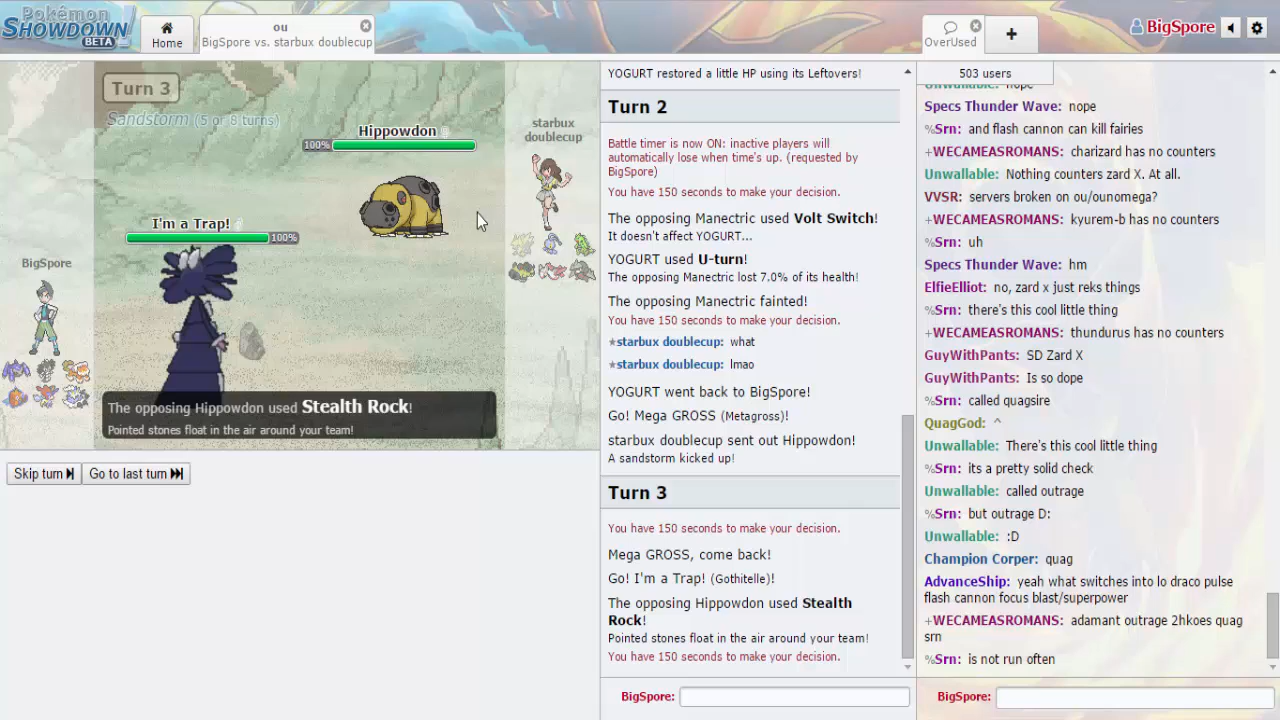 Pokémon
SHOWDOWN!
BETA
Home
ou
BigSpore vs. starbux doublecup
OverUsed
+
BigSpore
Turn 3
Sandstorm (5 or 8 turns)
Hippowdon
100%
I'm a Trap!
100%
BigSpore
starbux
doublecup
The opposing Hippowdon used Stealth Rock!
Pointed stones float in the air around your team!
Skip turn
Go to last turn
YOGURT restored a little HP using its Leftovers!
Turn 2
Battle timer is now ON: inactive players will
automatically lose when time's up. (requested by
BigSpore)
You have 150 seconds to make your decision.
The opposing Manectric used Volt Switch!
It doesn't affect YOGURT...
YOGURT used U-turn!
The opposing Manectric lost 7.0% of its health!
The opposing Manectric fainted!
You have 150 seconds to make your decision.
★starbux doublecup: what
★starbux doublecup: lmao
YOGURT went back to BigSpore!
Go! Mega GROSS (Metagross)!
starbux doublecup sent out Hippowdon!
A sandstorm kicked up!
Turn 3
You have 150 seconds to make your decision.
Mega GROSS, come back!
Go! I'm a Trap! (Gothitelle)!
The opposing Hippowdon used Stealth
Rock!
Pointed stones float in the air around your team!
You have 150 seconds to make your decision.
BigSpore:
503 users
Unwallable: nope
Specs Thunder Wave: nope
%Srn: and flash cannon can kill fairies
+WECAMEASROMANS: charizard has no counters
Unwallable: Nothing counters zard X. At all.
VVSR: servers broken on ou/ounomega?
+WECAMEASROMANS: kyurem-b has no counters
%Srn: uh
Specs Thunder Wave: hm
ElfieElliot: no, zard x just reks things
%Srn: there's this cool little thing
+WECAMEASROMANS: thundurus has no counters
GuyWithPants: SD Zard X
GuyWithPants: Is so dope
%Srn: called quagsire
QuagGod: ^
Unwallable: There's this cool little thing
%Srn: its a pretty solid check
Unwallable: called outrage
%Srn: but outrage D:
Unwallable: :D
Champion Corper: quag
AdvanceShip: yeah what switches into lo draco pulse
flash cannon focus blast/superpower
+WECAMEASROMANS: adamant outrage 2hkoes quag
srn
%Srn: is not run often
BigSpore: